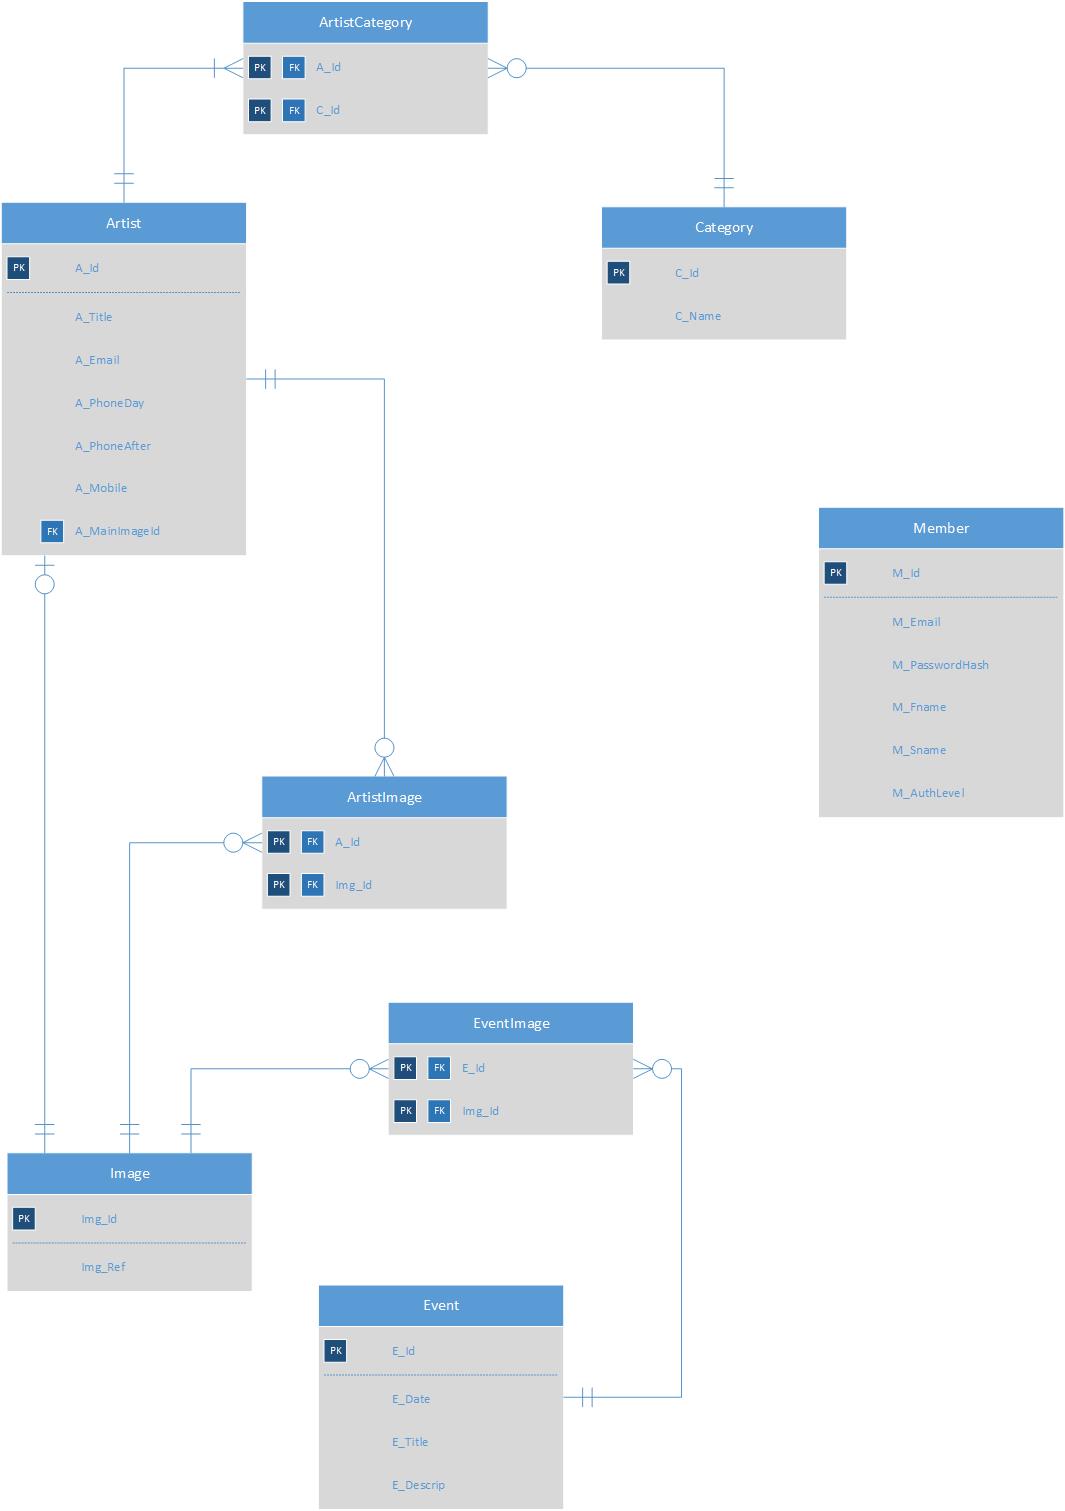 ArtistCategory
PK FK A_Id
PK FK C_Id
Artist
PK A_Id
A_Title
A_Email
A_PhoneDay
A_PhoneAfter
A_Mobile
FK A_MainImageId
Category
PK C_Id
C_Name
Member
PK M_Id
M_Email
M_PasswordHash
M_Fname
M_Sname
M_AuthLevel
ArtistImage
PK FK A_Id
PK FK Img_Id
EventImage
PK FK E_Id
PK FK Img_Id
Image
PK Img_Id
Img_Ref
Event
PK E_Id
E_Date
E_Title
E_Descrip